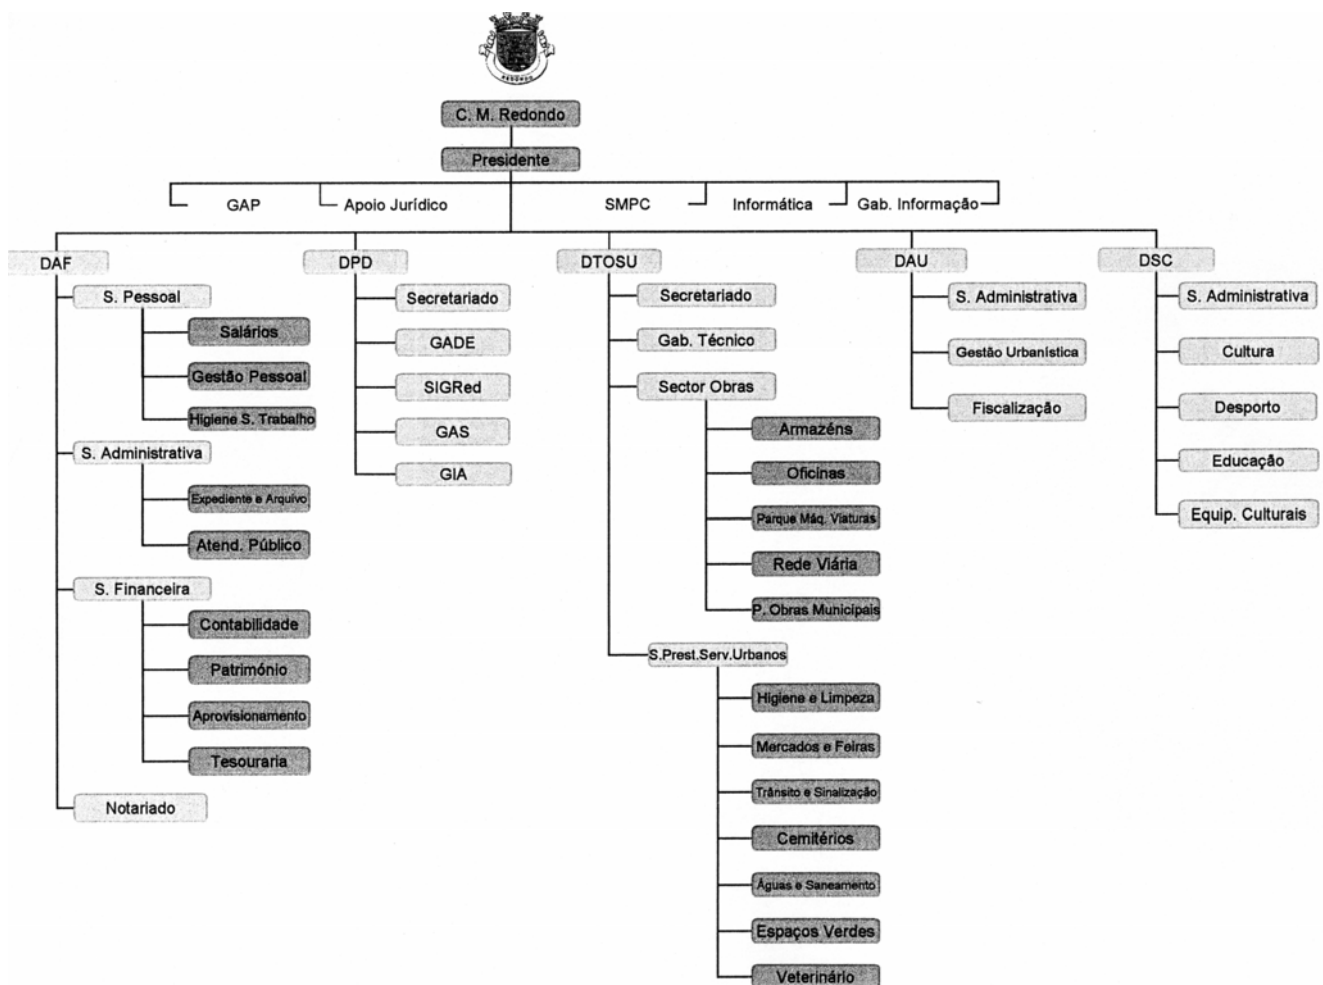 REDONDO
C. M. Redondo
Presidente
GAP
Apoio Jurídico
SMPC
Informática
Gab. Informação
DAF
S. Pessoal
Salários
Gestão Pessoal
Higiene S. Trabalho
S. Administrativa
Expediente e Arquivo
Atend. Público
S. Financeira
Contabilidade
Património
Aprovisionamento
Tesouraria
Notariado
DPD
Secretariado
GADE
SIGRed
GAS
GIA
DTOSU
Secretariado
Gab. Técnico
Sector Obras
Armazéns
Oficinas
Parque Máq. Viaturas
Rede Viária
P. Obras Municipais
S.Prest.Serv.Urbanos
Higiene e Limpeza
Mercados e Feiras
Trânsito e Sinalização
Cemitérios
Águas e Saneamento
Espaços Verdes
Veterinário
DAU
S. Administrativa
Gestão Urbanística
Fiscalização
DSC
S. Administrativa
Cultura
Desporto
Educação
Equip. Culturais